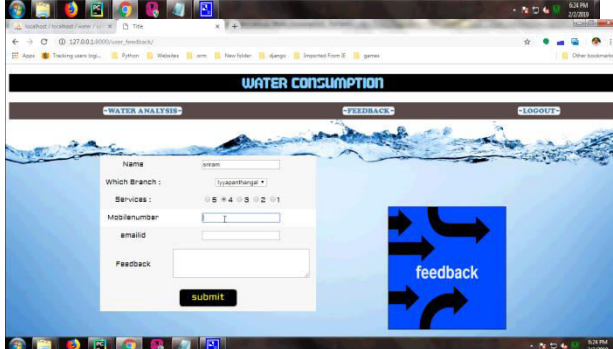 6:24 PM
2/2/2019
localhost / localhost / water / u
Title
127.0.0.1:8000/user_feedback/
Apps
Tracking users logi...
Python
Websites
orm
New folder
django
Imported From IE
games
Other bookmarks
WATER CONSUMPTION
~WATER ANALYSIS~
~FEEDBACK~
~LOGOUT~
Name
Which Branch :
Iyyapanthangal
Services :
5 4 3 2 1
Mobilenumber
emailid
Feedback
submit
feedback
6:24 PM